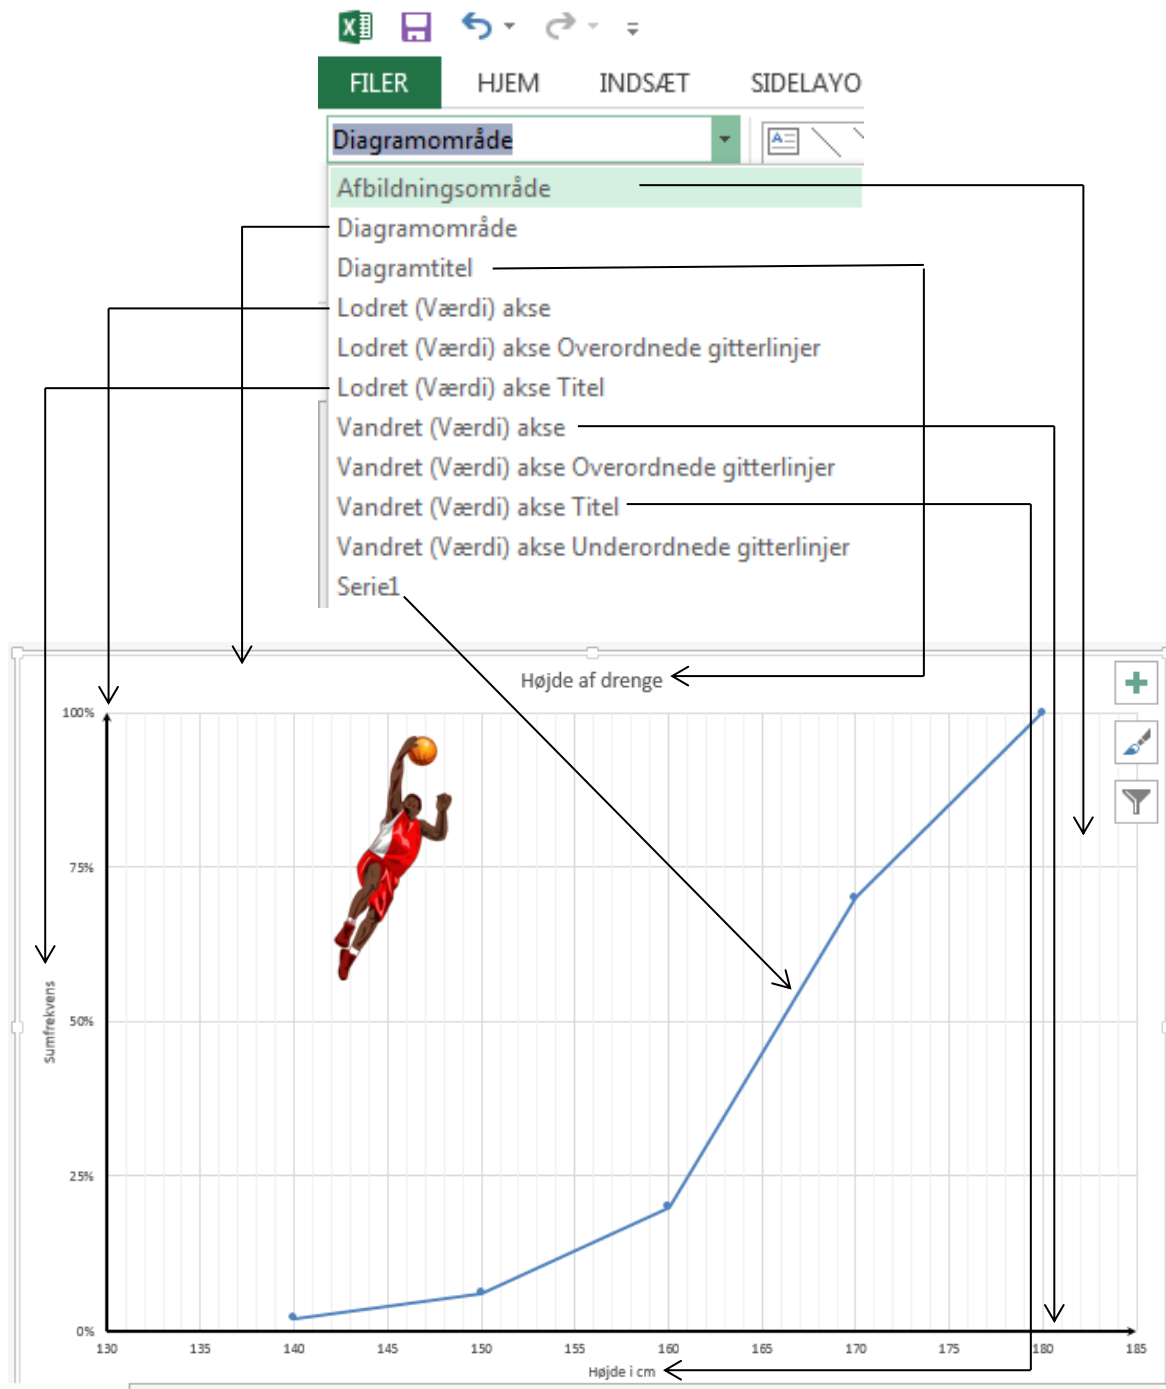 FILER HJEM INDSÆT SIDELAYO
Diagramområde
Afbildningsområde
Diagramområde
Diagramtitel
Lodret (Værdi) akse
Lodret (Værdi) akse Overordnede gitterlinjer
Lodret (Værdi) akse Titel
Vandret (Værdi) akse
Vandret (Værdi) akse Overordnede gitterlinjer
Vandret (Værdi) akse Titel
Vandret (Værdi) akse Underordnede gitterlinjer
Serie1
Højde af drenge
100%
75%
50%
25%
0%
Sumfrekvens
130 135 140 145 150 155 160 165 170 175 180 185
Højde i cm